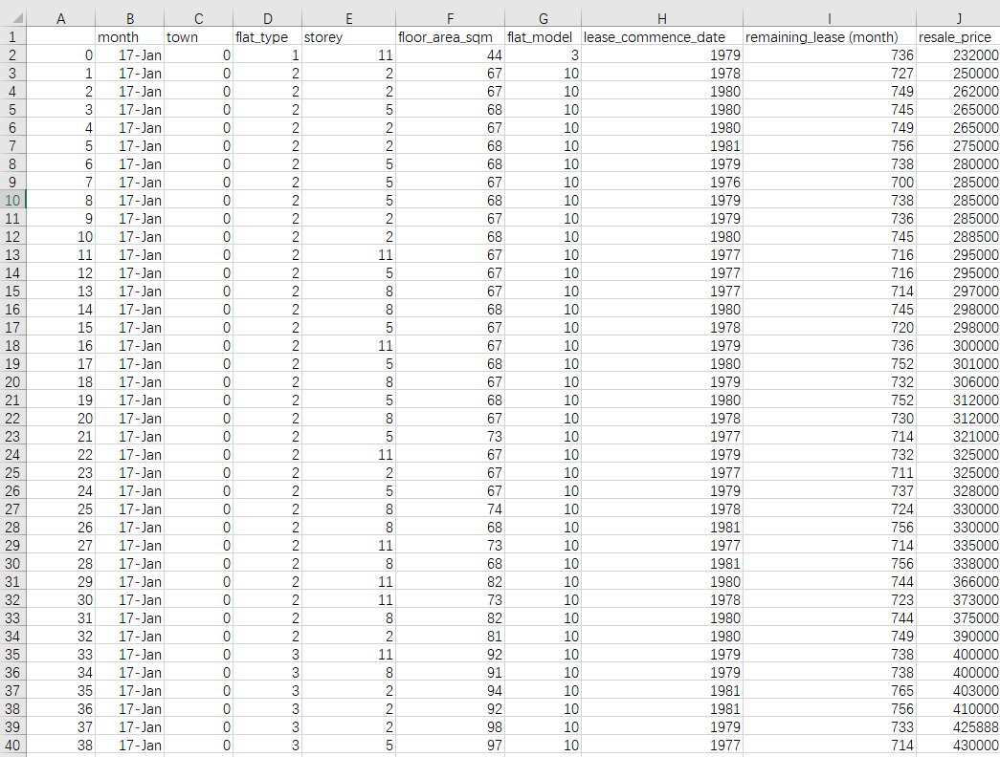 A B C D E F G H I J
1 month town flat_type storey floor_area_sqm flat_model lease_commence_date remaining_lease (month) resale_price
2 0 17-Jan 0 1 11 44 3 1979 736 232000
3 1 17-Jan 0 2 2 67 10 1978 727 250000
4 2 17-Jan 0 2 2 67 10 1980 749 262000
5 3 17-Jan 0 2 5 68 10 1980 745 265000
6 4 17-Jan 0 2 2 67 10 1980 749 265000
7 5 17-Jan 0 2 2 68 10 1981 756 275000
8 6 17-Jan 0 2 5 68 10 1979 738 280000
9 7 17-Jan 0 2 5 67 10 1976 700 285000
10 8 17-Jan 0 2 5 68 10 1979 738 285000
11 9 17-Jan 0 2 2 67 10 1979 736 285000
12 10 17-Jan 0 2 2 68 10 1980 745 288500
13 11 17-Jan 0 2 11 67 10 1977 716 295000
14 12 17-Jan 0 2 5 67 10 1977 716 295000
15 13 17-Jan 0 2 8 67 10 1977 714 297000
16 14 17-Jan 0 2 8 68 10 1980 745 298000
17 15 17-Jan 0 2 5 67 10 1978 720 298000
18 16 17-Jan 0 2 11 67 10 1979 736 300000
19 17 17-Jan 0 2 5 68 10 1980 752 301000
20 18 17-Jan 0 2 8 67 10 1979 732 306000
21 19 17-Jan 0 2 5 68 10 1980 752 312000
22 20 17-Jan 0 2 8 67 10 1978 730 312000
23 21 17-Jan 0 2 5 73 10 1977 714 321000
24 22 17-Jan 0 2 11 67 10 1979 732 325000
25 23 17-Jan 0 2 2 67 10 1977 711 325000
26 24 17-Jan 0 2 5 67 10 1979 737 328000
27 25 17-Jan 0 2 8 74 10 1978 724 330000
28 26 17-Jan 0 2 8 68 10 1981 756 330000
29 27 17-Jan 0 2 11 73 10 1977 714 335000
30 28 17-Jan 0 2 8 68 10 1981 756 338000
31 29 17-Jan 0 2 11 82 10 1980 744 366000
32 30 17-Jan 0 2 11 73 10 1978 723 373000
33 31 17-Jan 0 2 8 82 10 1980 744 375000
34 32 17-Jan 0 2 2 81 10 1980 749 390000
35 33 17-Jan 0 3 11 92 10 1979 738 400000
36 34 17-Jan 0 3 8 91 10 1979 738 400000
37 35 17-Jan 0 3 2 94 10 1981 765 403000
38 36 17-Jan 0 3 2 92 10 1981 756 410000
39 37 17-Jan 0 3 2 98 10 1979 733 425888
40 38 17-Jan 0 3 5 97 10 1977 714 430000